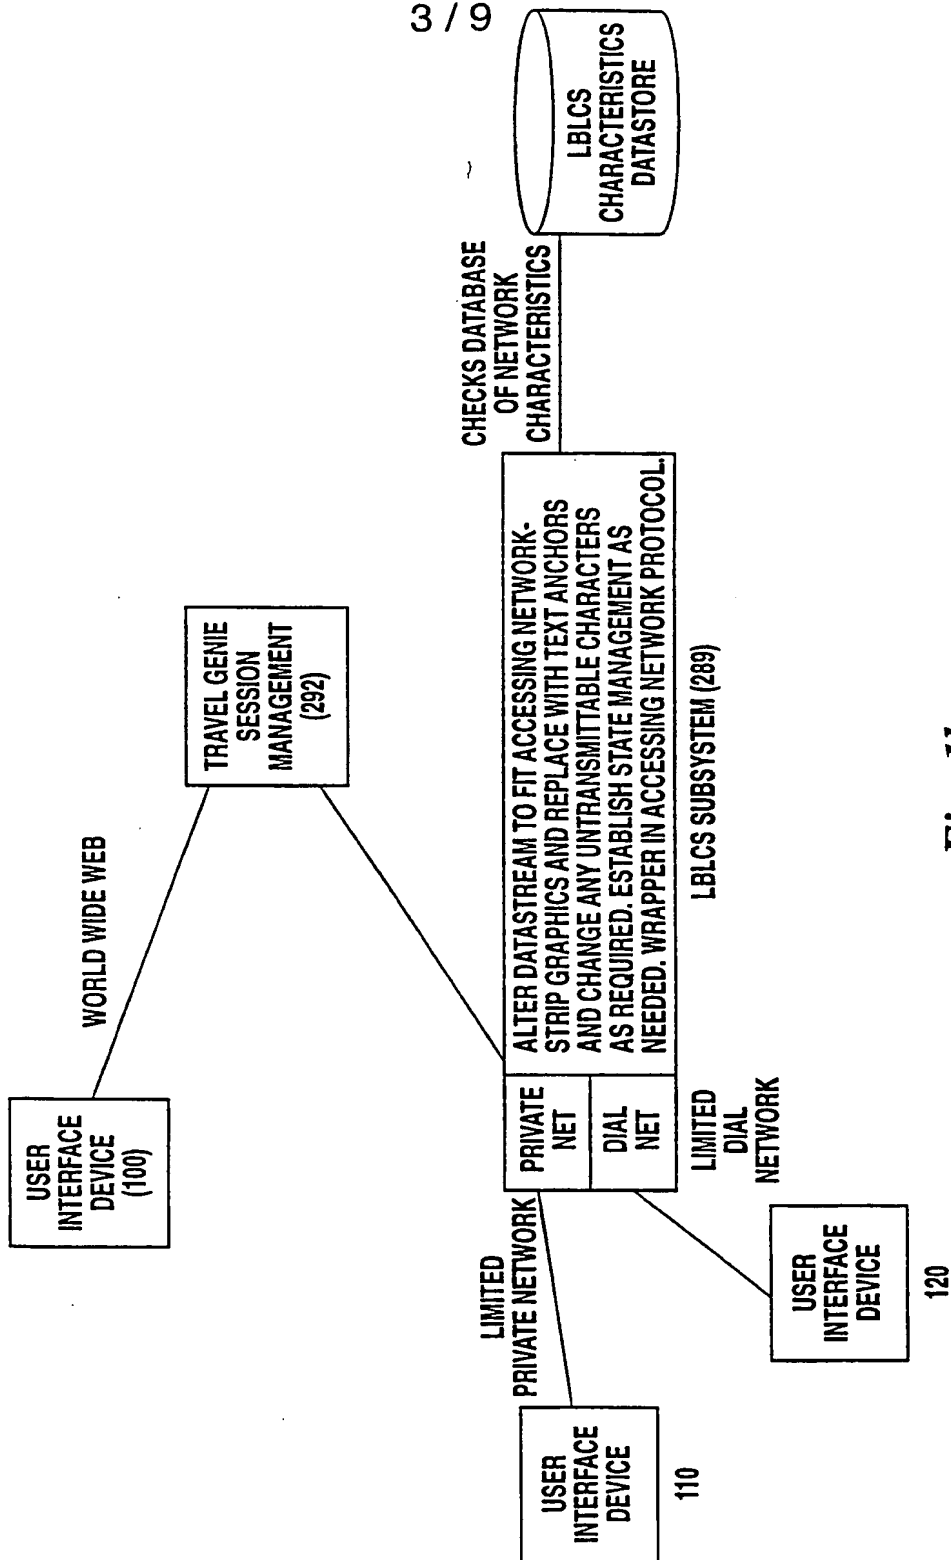 3 / 9
USER
INTERFACE
DEVICE
(100)
WORLD WIDE WEB
TRAVEL GENIE
SESSION
MANAGEMENT
(292)
USER
INTERFACE
DEVICE
110
LIMITED
PRIVATE NETWORK
USER
INTERFACE
DEVICE
120
PRIVATE
NET
DIAL
NET
LIMITED
DIAL
NETWORK
ALTER DATASTREAM TO FIT ACCESSING NETWORK-
STRIP GRAPHICS AND REPLACE WITH TEXT ANCHORS
AND CHANGE ANY UNTRANSMITTABLE CHARACTERS
AS REQUIRED. ESTABLISH STATE MANAGEMENT AS
NEEDED. WRAPPER IN ACCESSING NETWORK PROTOCOL.
LBLCS SUBSYSTEM (289)
CHECKS DATABASE
OF NETWORK
CHARACTERISTICS
LBLCS
CHARACTERISTICS
DATASTORE